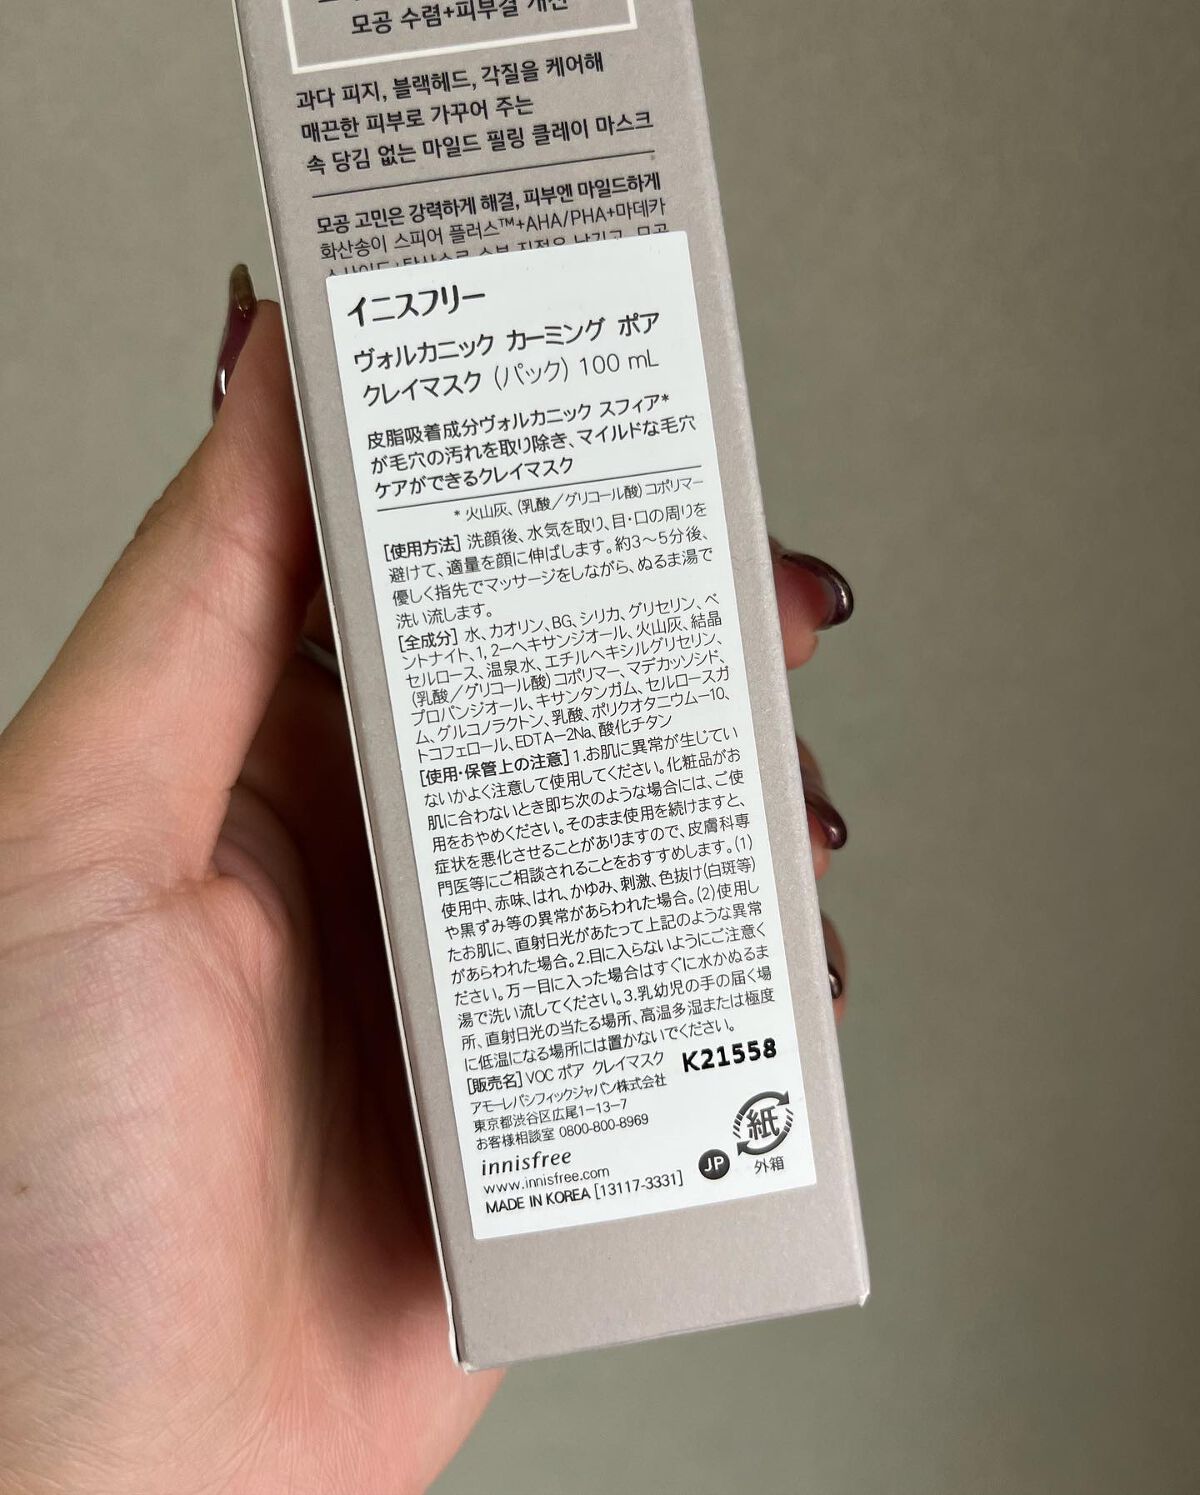 모공 수렴+피부결 개선
과다 피지, 블랙헤드, 각질을 케어해
매끈한 피부로 가꾸어 주는
속 당김 없는 마일드 필링 클레이 마스크
모공 고민은 강력하게 해결, 피부엔 마일드하게
화산송이 스피어 플러스™+AHA/PHA+마데카
イニスフリー
ヴォルカニック カーミング ポア
クレイマスク (パック) 100 mL
皮脂吸着成分ヴォルカニック スフィア*
が毛穴の汚れを取り除き、マイルドな毛穴
ケアができるクレイマスク
* 火山灰、(乳酸/グリコール酸) コポリマー
[使用方法] 洗顔後、水気を取り、目・口の周りを
避けて、適量を顔に伸ばします。約3~5分後、
優しく指先でマッサージをしながら、ぬるま湯で
洗い流します。
[全成分] 水、カオリン、BG、シリカ、グリセリン、ベ
ントナイト、1, 2-ヘキサンジオール、火山灰、結晶
セルロース、温泉水、エチルヘキシルグリセリン、
(乳酸/グリコール酸) コポリマー、マデカッソシド、
プロパンジオール、キサンタンガム、セルロースガ
ム、グルコノラクトン、乳酸、ポリクオタニウム-10、
トコフェロール、EDTA-2Na、酸化チタン
[使用・保管上の注意] 1.お肌に異常が生じてい
ないかよく注意して使用してください。化粧品がお
肌に合わないとき即ち次のような場合には、ご使
用をおやめください。そのまま使用を続けますと、
症状を悪化させることがありますので、皮膚科専
門医等にご相談されることをおすすめします。(1)
使用中、赤味、はれ、かゆみ、刺激、色抜け(白斑等)
や黒ずみ等の異常があらわれた場合。(2)使用し
たお肌に、直射日光があたって上記のような異常
があらわれた場合。2.目に入らないようにご注意く
ださい。万一目に入った場合はすぐに水かぬるま
湯で洗い流してください。3.乳幼児の手の届く場
所、直射日光の当たる場所、高温多湿または極度
に低温になる場所には置かないでください。
[販売名] VOC ポア クレイマスク K21558
アモーレパシフィックジャパン株式会社
東京都渋谷区広尾1-13-7
お客様相談室 0800-800-8969
innisfree
www.innisfree.com
MADE IN KOREA [13117-3331]
JP
紙
外箱